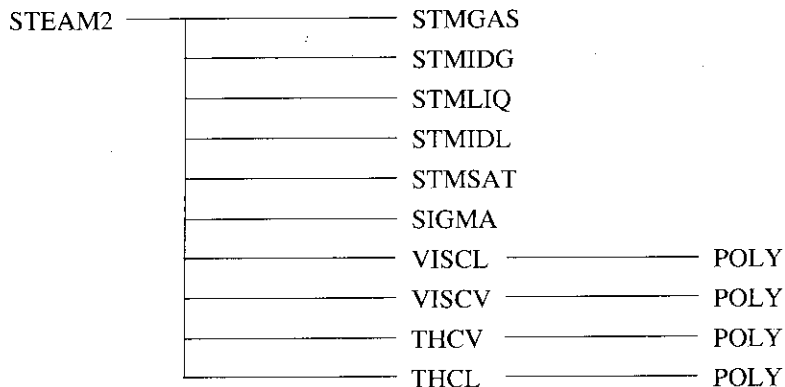 STEAM2 STMGAS
STMIDG
STMLIQ
STMIDL
STMSAT
SIGMA
VISCL POLY
VISCV POLY
THCV POLY
THCL POLY